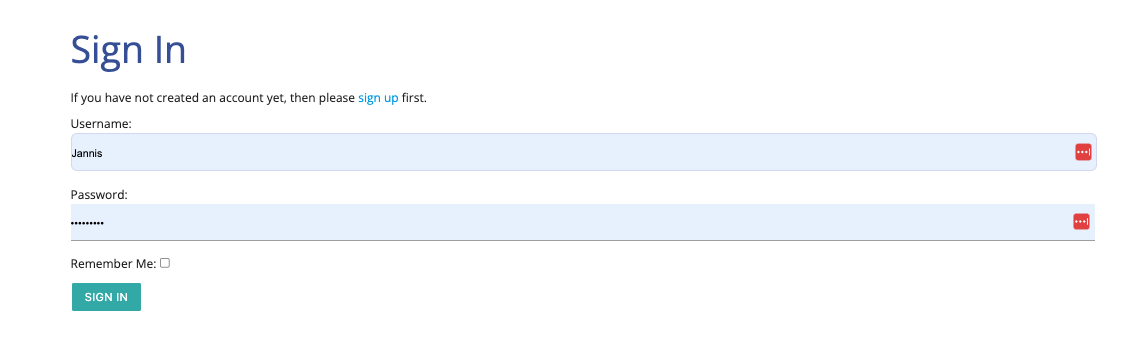 Sign In
If you have not created an account yet, then please sign up first.
Username:
Jannis
Password:
•••••••••
Remember Me:
SIGN IN